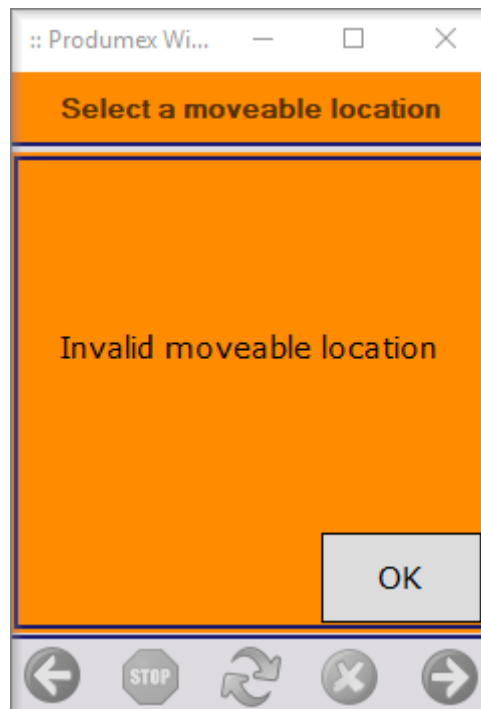 :: Produmex Wi...
Select a moveable location
Invalid moveable location
OK
STOP